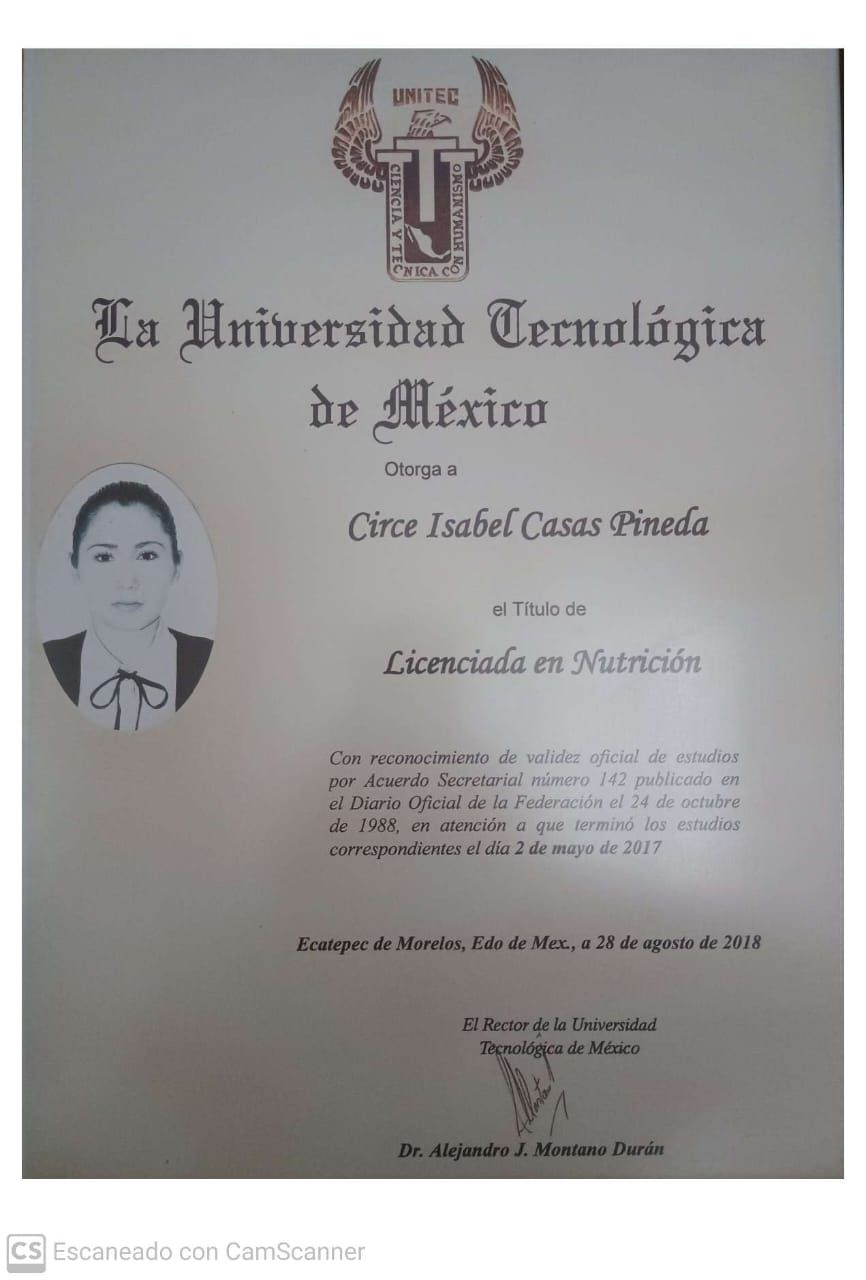 UNITEC
CIENCIA Y TECNICA CON HUMANISMO
La Universidad Tecnológica
de México
Otorga a
Circe Isabel Casas Pineda
el Título de
Licenciada en Nutrición
Con reconocimiento de validez oficial de estudios
por Acuerdo Secretarial número 142 publicado en
el Diario Oficial de la Federación el 24 de octubre
de 1988, en atención a que terminó los estudios
correspondientes el día 2 de mayo de 2017
Ecatepec de Morelos, Edo de Mex., a 28 de agosto de 2018
El Rector de la Universidad
Tecnológica de México
Dr. Alejandro J. Montano Durán
CS Escaneado con CamScanner